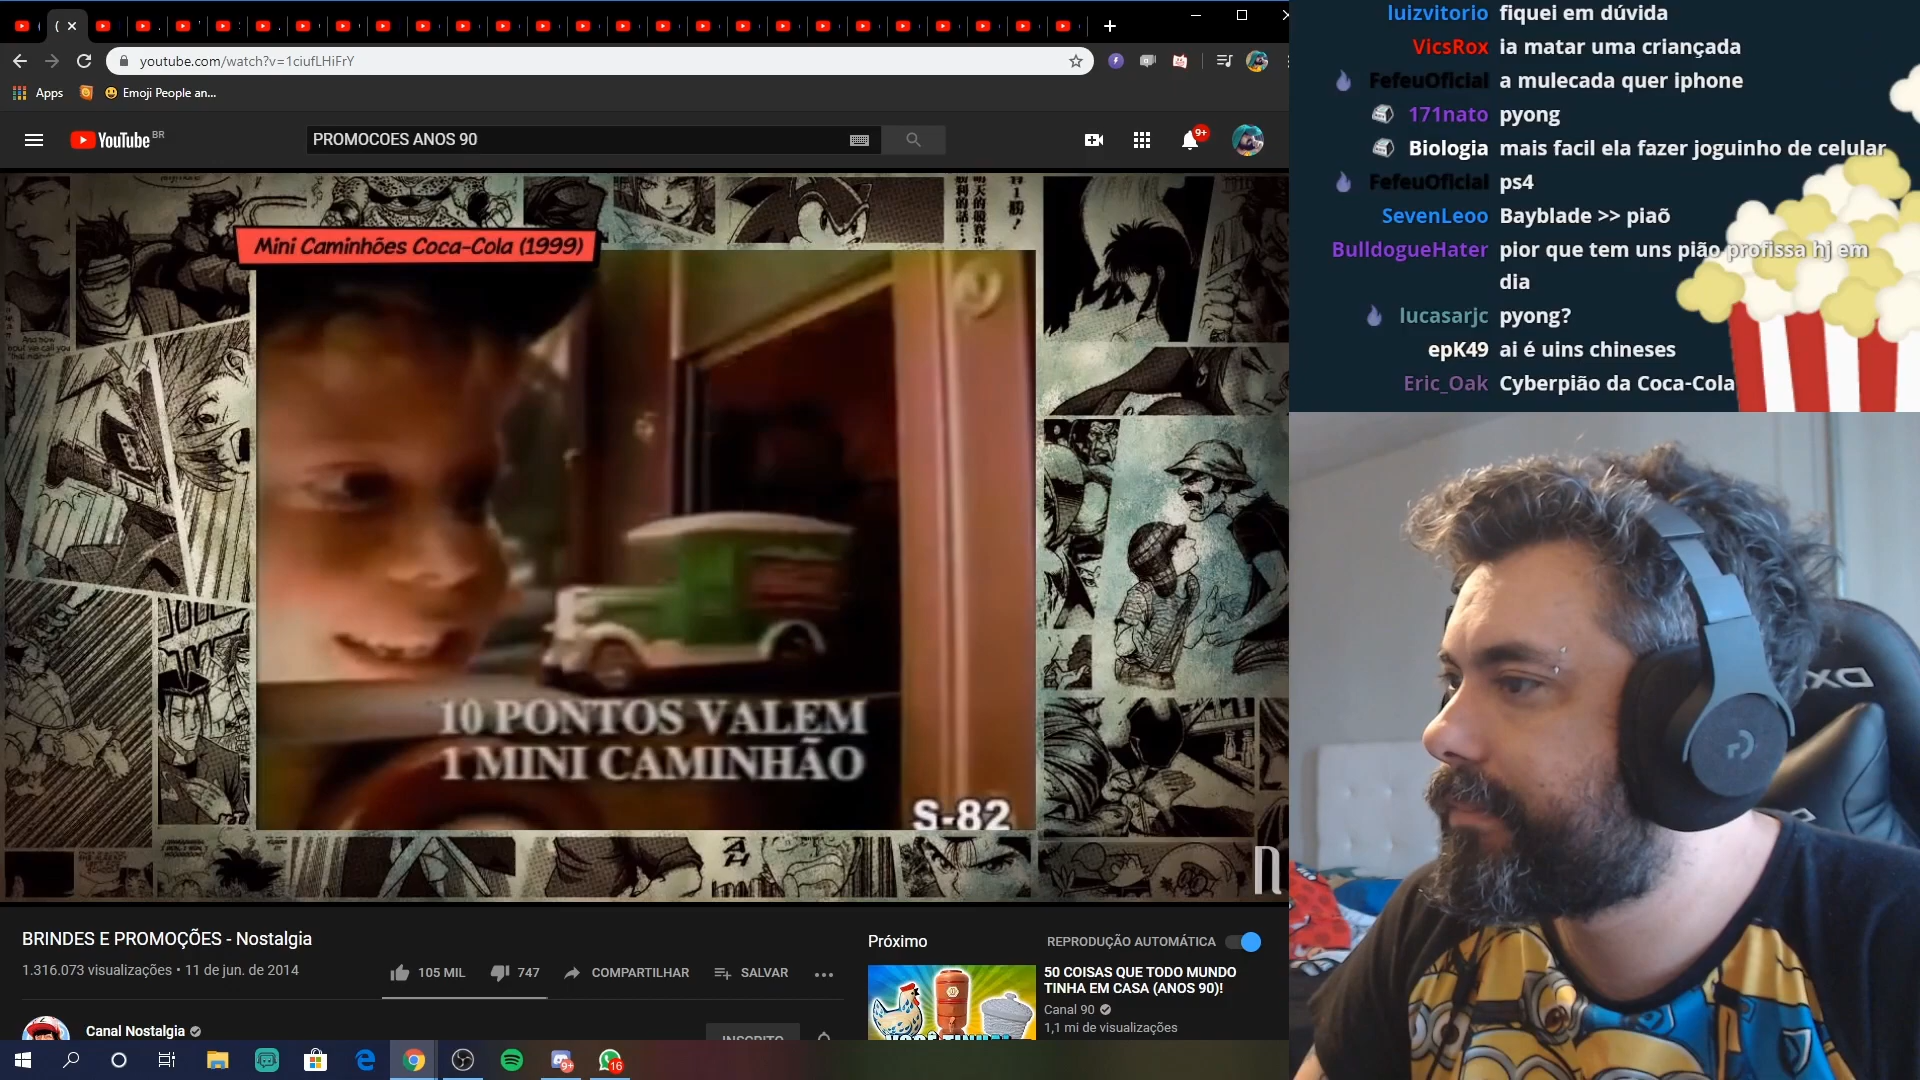 youtube.com/watch?v=1ciufLHiFrY
Apps
Emoji People an...
YouTube BR
PROMOCOES ANOS 90
9+
Mini Caminhões Coca-Cola (1999)
10 PONTOS VALEM
1 MINI CAMINHÃO
S-82
BRINDES E PROMOÇÕES - Nostalgia
1.316.073 visualizações • 11 de jun. de 2014
105 MIL
747
COMPARTILHAR
SALVAR
Canal Nostalgia
INSCRITO
Próximo
REPRODUÇÃO AUTOMÁTICA
50 COISAS QUE TODO MUNDO
TINHA EM CASA (ANOS 90)!
Canal 90
1,1 mi de visualizações
9+
16
luizvitorio fiquei em dúvida
VicsRox ia matar uma criançada
FefeuOficial a mulecada quer iphone
171nato pyong
Biologia mais facil ela fazer joguinho de celular
FefeuOficial ps4
SevenLeoo Bayblade >> piaõ
BulldogueHater pior que tem uns pião profissa hj em
dia
lucasarjc pyong?
epK49 ai é uins chineses
Eric_Oak Cyberpião da Coca-Cola